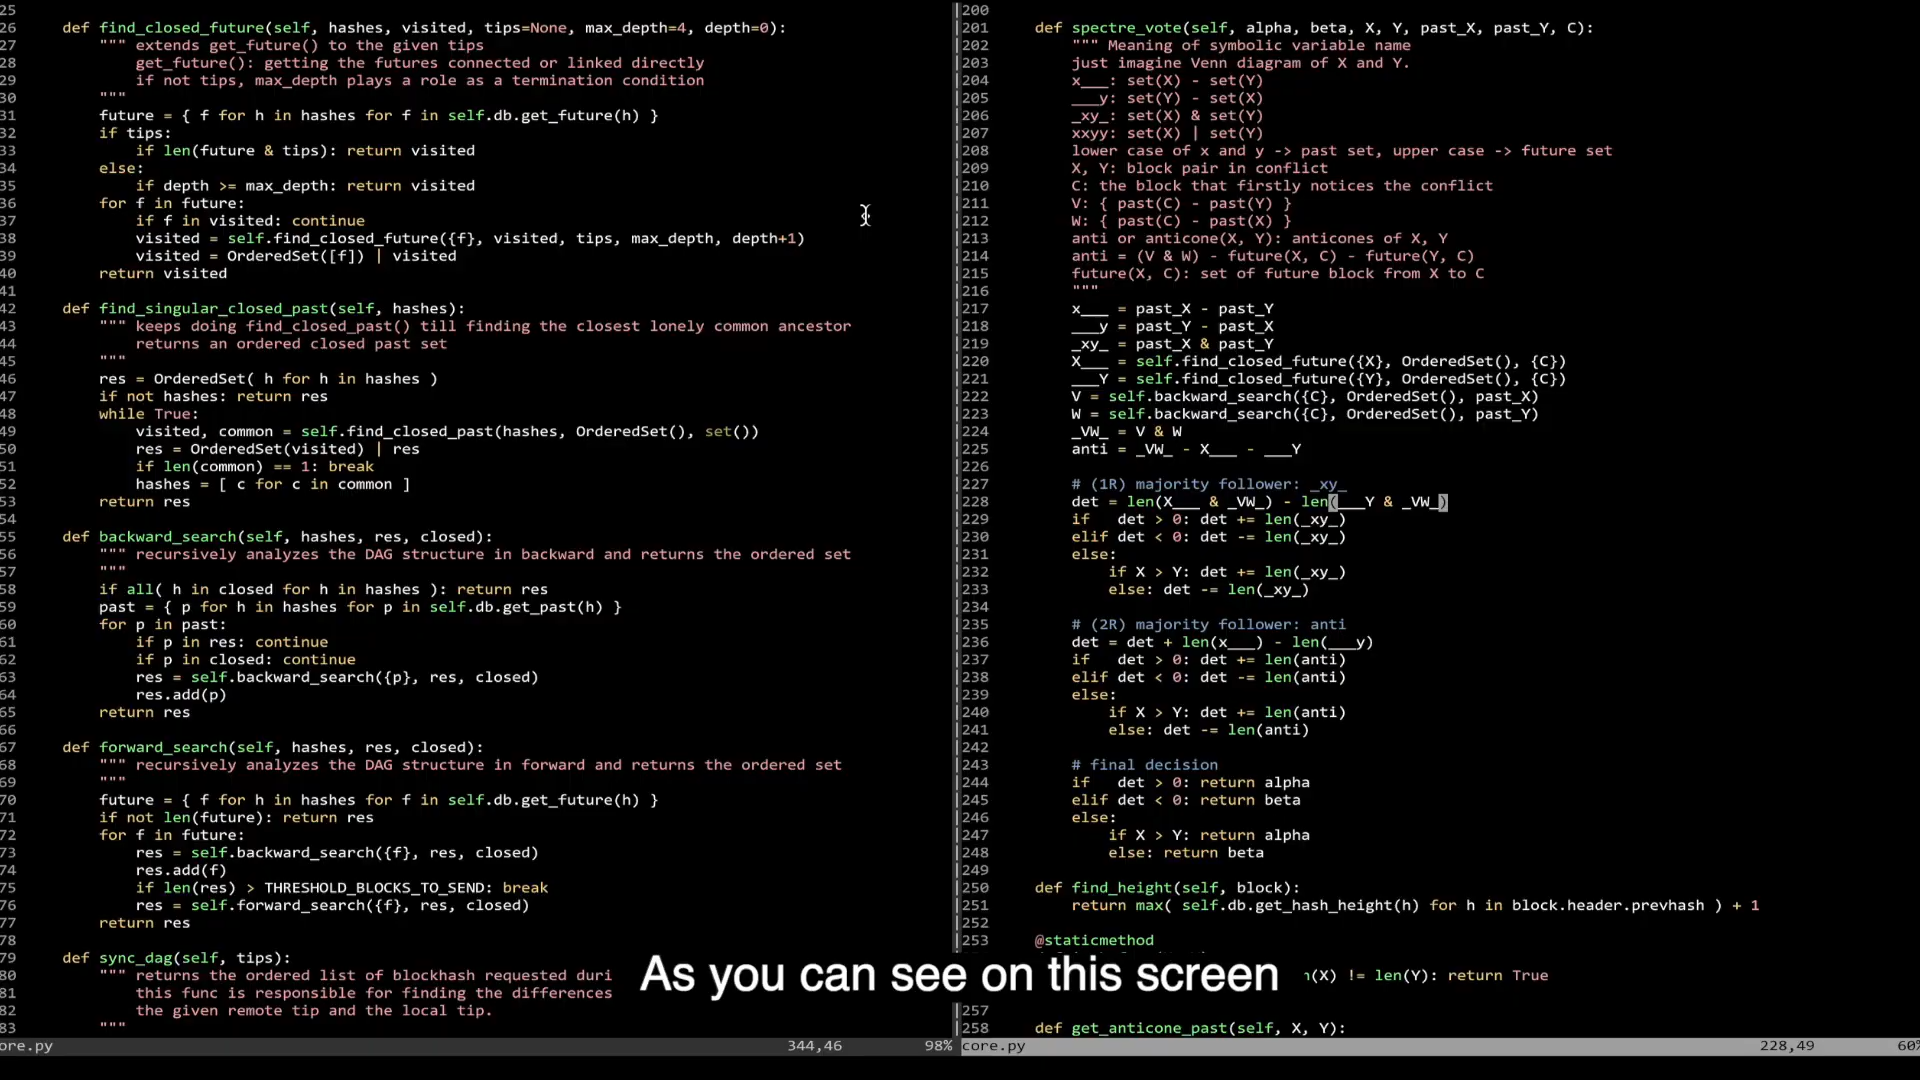 25
26 def find_closed_future(self, hashes, visited, tips=None, max_depth=4, depth=0):
27 """ extends get_future() to the given tips
28 get_future(): getting the futures connected or linked directly
29 if not tips, max_depth plays a role as a termination condition
30 """
31 future = { f for h in hashes for f in self.db.get_future(h) }
32 if tips:
33 if len(future & tips): return visited
34 else:
35 if depth >= max_depth: return visited
36 for f in future:
37 if f in visited: continue
38 visited = self.find_closed_future({f}, visited, tips, max_depth, depth+1)
39 visited = OrderedSet([f]) | visited
40 return visited
41
42 def find_singular_closed_past(self, hashes):
43 """ keeps doing find_closed_past() till finding the closest lonely common ancestor
44 returns an ordered closed past set
45 """
46 res = OrderedSet( h for h in hashes )
47 if not hashes: return res
48 while True:
49 visited, common = self.find_closed_past(hashes, OrderedSet(), set())
50 res = OrderedSet(visited) | res
51 if len(common) == 1: break
52 hashes = [ c for c in common ]
53 return res
54
55 def backward_search(self, hashes, res, closed):
56 """ recursively analyzes the DAG structure in backward and returns the ordered set
57 """
58 if all( h in closed for h in hashes ): return res
59 past = { p for h in hashes for p in self.db.get_past(h) }
60 for p in past:
61 if p in res: continue
62 if p in closed: continue
63 res = self.backward_search({p}, res, closed)
64 res.add(p)
65 return res
66
67 def forward_search(self, hashes, res, closed):
68 """ recursively analyzes the DAG structure in forward and returns the ordered set
69 """
70 future = { f for h in hashes for f in self.db.get_future(h) }
71 if not len(future): return res
72 for f in future:
73 res = self.backward_search({f}, res, closed)
74 res.add(f)
75 if len(res) > THRESHOLD_BLOCKS_TO_SEND: break
76 res = self.forward_search({f}, res, closed)
77 return res
78
79 def sync_dag(self, tips):
80 """ returns the ordered list of blockhash requested duri
81 this func is responsible for finding the differences
82 the given remote tip and the local tip.
83 """
ore.py 344,46 98%
200
201 def spectre_vote(self, alpha, beta, X, Y, past_X, past_Y, C):
202 """ Meaning of symbolic variable name
203 just imagine Venn diagram of X and Y.
204 x___: set(X) - set(Y)
205 ___y: set(Y) - set(X)
206 _xy_: set(X) & set(Y)
207 xxyy: set(X) | set(Y)
208 lower case of x and y -> past set, upper case -> future set
209 X, Y: block pair in conflict
210 C: the block that firstly notices the conflict
211 V: { past(C) - past(Y) }
212 W: { past(C) - past(X) }
213 anti or anticone(X, Y): anticones of X, Y
214 anti = (V & W) - future(X, C) - future(Y, C)
215 future(X, C): set of future block from X to C
216 """
217 x___ = past_X - past_Y
218 ___y = past_Y - past_X
219 _xy_ = past_X & past_Y
220 X___ = self.find_closed_future({X}, OrderedSet(), {C})
221 ___Y = self.find_closed_future({Y}, OrderedSet(), {C})
222 V = self.backward_search({C}, OrderedSet(), past_X)
223 W = self.backward_search({C}, OrderedSet(), past_Y)
224 _VW_ = V & W
225 anti = _VW_ - X___ - ___Y
226
227 # (1R) majority follower: _xy_
228 det = len(X___ & _VW_) - len(___Y & _VW_)
229 if det > 0: det += len(_xy_)
230 elif det < 0: det -= len(_xy_)
231 else:
232 if X > Y: det += len(_xy_)
233 else: det -= len(_xy_)
234
235 # (2R) majority follower: anti
236 det = det + len(x___) - len(___y)
237 if det > 0: det += len(anti)
238 elif det < 0: det -= len(anti)
239 else:
240 if X > Y: det += len(anti)
241 else: det -= len(anti)
242
243 # final decision
244 if det > 0: return alpha
245 elif det < 0: return beta
246 else:
247 if X > Y: return alpha
248 else: return beta
249
250 def find_height(self, block):
251 return max( self.db.get_hash_height(h) for h in block.header.prevhash ) + 1
252
253 @staticmethod
(X) != len(Y): return True
257
258 def get_anticone_past(self, X, Y):
core.py 228,49 60%
As you can see on this screen